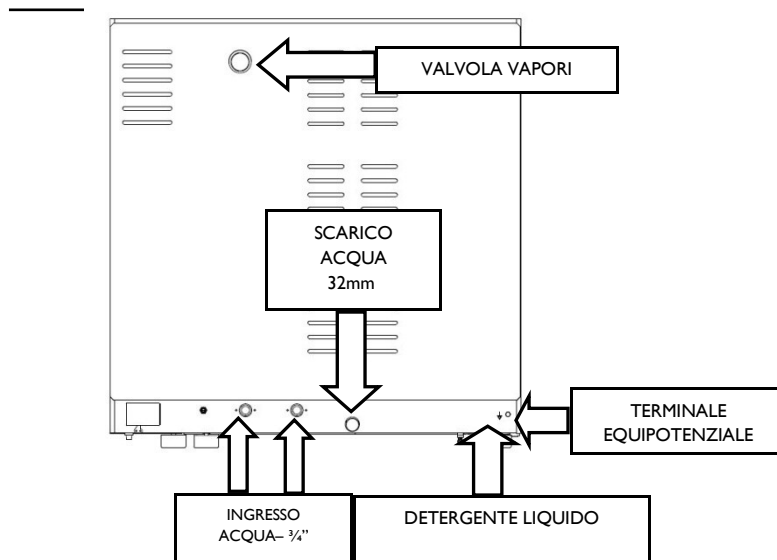 VALVOLA VAPORI
SCARICO
ACQUA
32mm
TERMINALE
EQUIPOTENZIALE
INGRESSO
ACQUA– ¾”
DETERGENTE LIQUIDO